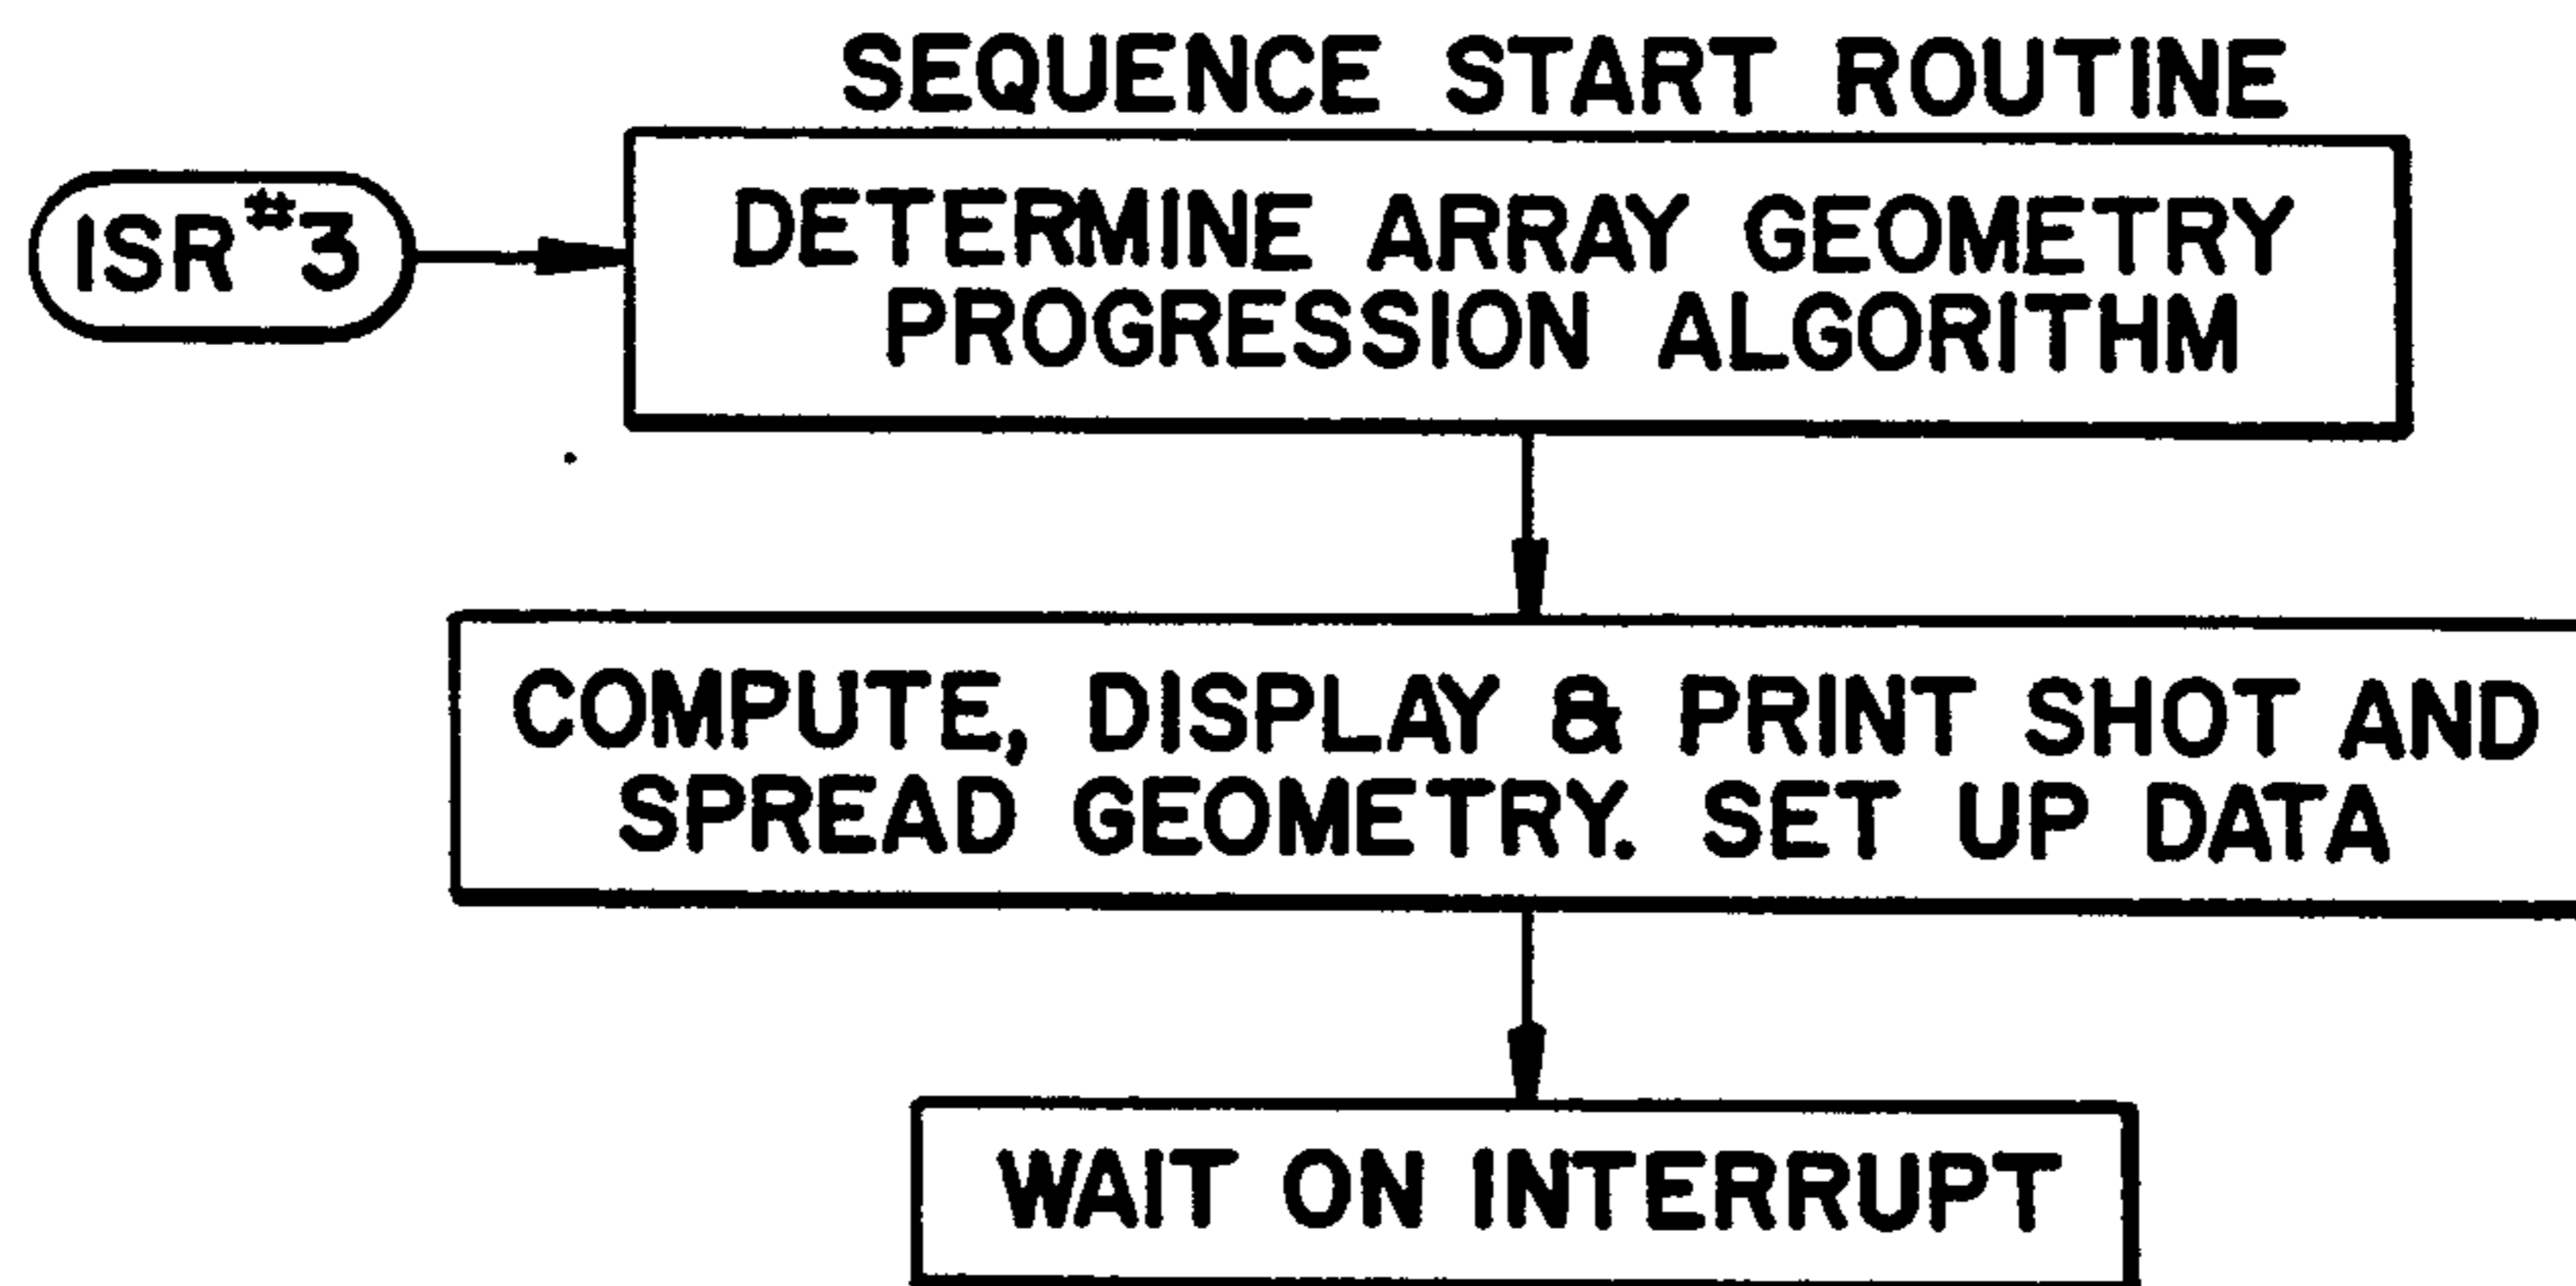 SEQUENCE START ROUTINE
ISR#3
DETERMINE ARRAY GEOMETRY
PROGRESSION ALGORITHM
COMPUTE, DISPLAY & PRINT SHOT AND
SPREAD GEOMETRY. SET UP DATA
WAIT ON INTERRUPT